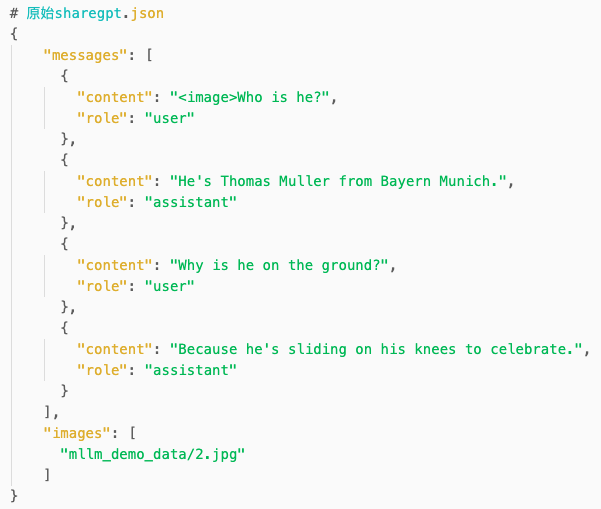 # 原始sharegpt.json
{
    "messages": [
      {
        "content": "<image>Who is he?",
        "role": "user"
      },
      {
        "content": "He's Thomas Muller from Bayern Munich.",
        "role": "assistant"
      },
      {
        "content": "Why is he on the ground?",
        "role": "user"
      },
      {
        "content": "Because he's sliding on his knees to celebrate.",
        "role": "assistant"
      }
    ],
    "images": [
      "mllm_demo_data/2.jpg"
    ]
}